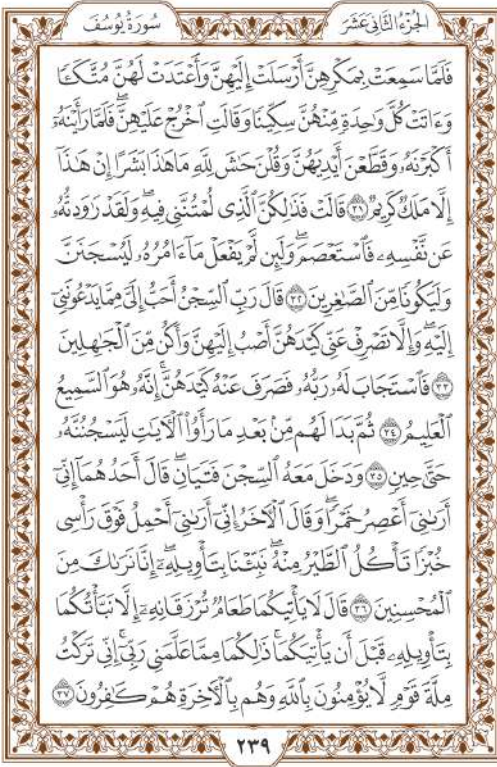 الجزء الثاني عشر
سورة يوسف
فَلَمَّا سَمِعَتْ بِمَكْرِهِنَّ أَرْسَلَتْ إِلَيْهِنَّ وَأَعْتَدَتْ لَهُنَّ مُتَّكَـًٔا
وَءَاتَتْ كُلَّ وَٰحِدَةٍ مِّنْهُنَّ سِكِّينًا وَقَالَتِ ٱخْرُجْ عَلَيْهِنَّ ۖ فَلَمَّا رَأَيْنَهُۥٓ
أَكْبَرْنَهُۥ وَقَطَّعْنَ أَيْدِيَهُنَّ وَقُلْنَ حَٰشَ لِلَّهِ مَا هَٰذَا بَشَرًا إِنْ هَٰذَآ
إِلَّا مَلَكٌ كَرِيمٌ ٣١ قَالَتْ فَذَٰلِكُنَّ ٱلَّذِى لُمْتُنَّنِى فِيهِ ۖ وَلَقَدْ رَٰوَدتُّهُۥ
عَن نَّفْسِهِۦ فَٱسْتَعْصَمَ ۖ وَلَئِن لَّمْ يَفْعَلْ مَآ ءَامُرُهُۥ لَيُسْجَنَنَّ
وَلَيَكُونًا مِّنَ ٱلصَّٰغِرِينَ ٣٢ قَالَ رَبِّ ٱلسِّجْنُ أَحَبُّ إِلَىَّ مِمَّا يَدْعُونَنِىٓ
إِلَيْهِ ۖ وَإِلَّا تَصْرِفْ عَنِّى كَيْدَهُنَّ أَصْبُ إِلَيْهِنَّ وَأَكُن مِّنَ ٱلْجَٰهِلِينَ
٣٣ فَٱسْتَجَابَ لَهُۥ رَبُّهُۥ فَصَرَفَ عَنْهُ كَيْدَهُنَّ ۚ إِنَّهُۥ هُوَ ٱلسَّمِيعُ
ٱلْعَلِيمُ ٣٤ ثُمَّ بَدَا لَهُم مِّنۢ بَعْدِ مَا رَأَوُا۟ ٱلْـَٔايَٰتِ لَيَسْجُنُنَّهُۥ
حَتَّىٰ حِينٍ ٣٥ وَدَخَلَ مَعَهُ ٱلسِّجْنَ فَتَيَانِ ۖ قَالَ أَحَدُهُمَآ إِنِّىٓ
أَرَىٰنِىٓ أَعْصِرُ خَمْرًا ۖ وَقَالَ ٱلْـَٔاخَرُ إِنِّىٓ أَرَىٰنِىٓ أَحْمِلُ فَوْقَ رَأْسِى
خُبْزًا تَأْكُلُ ٱلطَّيْرُ مِنْهُ ۖ نَبِّئْنَا بِتَأْوِيلِهِۦٓ ۖ إِنَّا نَرَىٰكَ مِنَ
ٱلْمُحْسِنِينَ ٣٦ قَالَ لَا يَأْتِيكُمَا طَعَامٌ تُرْزَقَانِهِۦٓ إِلَّا نَبَّأْتُكُمَا
بِتَأْوِيلِهِۦ قَبْلَ أَن يَأْتِيَكُمَا ۚ ذَٰلِكُمَا مِمَّا عَلَّمَنِى رَبِّىٓ ۚ إِنِّى تَرَكْتُ
مِلَّةَ قَوْمٍ لَّا يُؤْمِنُونَ بِٱللَّهِ وَهُم بِٱلْـَٔاخِرَةِ هُمْ كَٰفِرُونَ ٣٧
٢٣٩